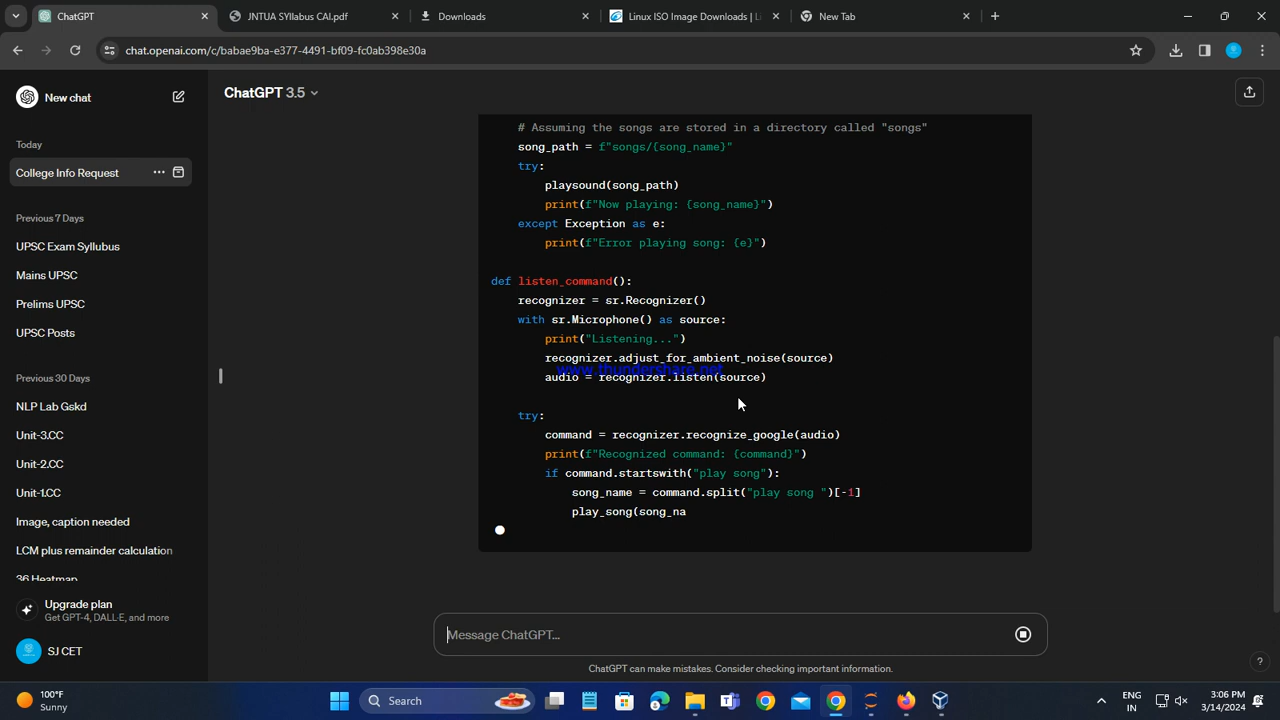 ChatGPT
JNTUA SYllabus CAI.pdf
Downloads
Linux ISO Image Downloads | Li
New Tab
chat.openai.com/c/babae9ba-e377-4491-bf09-fc0ab398e30a
New chat
ChatGPT 3.5
Today
College Info Request
Previous 7 Days
UPSC Exam Syllabus
Mains UPSC
Prelims UPSC
UPSC Posts
Previous 30 Days
NLP Lab Gskd
Unit-3.CC
Unit-2.CC
Unit-1.CC
Image, caption needed
LCM plus remainder calculation
36 Heatmap
Upgrade plan
Get GPT-4, DALL·E, and more
SJ CET
# Assuming the songs are stored in a directory called "songs"
song_path = f"songs/{song_name}"
try:
playsound(song_path)
print(f"Now playing: {song_name}")
except Exception as e:
print(f"Error playing song: {e}")
def listen_command():
recognizer = sr.Recognizer()
with sr.Microphone() as source:
print("Listening...")
recognizer.adjust_for_ambient_noise(source)
www.thundershare.net
audio = recognizer.listen(source)
try:
command = recognizer.recognize_google(audio)
print(f"Recognized command: {command}")
if command.startswith("play song"):
song_name = command.split("play song ")[-1]
play_song(song_na
Message ChatGPT...
ChatGPT can make mistakes. Consider checking important information.
?
100°F
Sunny
Search
ENG
IN
3:06 PM
3/14/2024